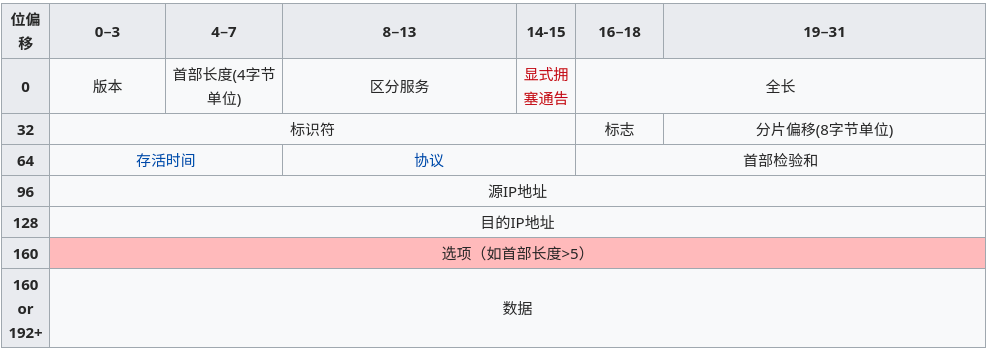 位偏移 0–3 4–7 8–13 14-15 16–18 19–31
0 版本 首部长度(4字节单位) 区分服务 显式拥塞通告 全长
32 标识符 标志 分片偏移(8字节单位)
64 存活时间 协议 首部检验和
96 源IP地址
128 目的IP地址
160 选项（如首部长度>5）
160 or 192+ 数据